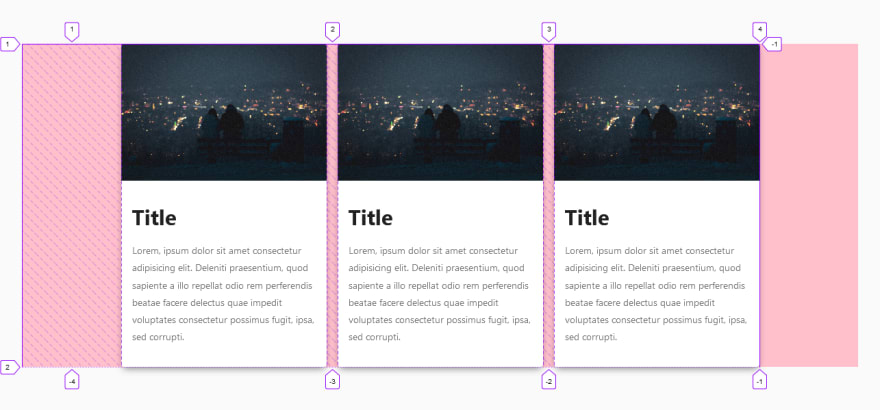 1
2
3
4
1
-1
Title
Title
Title
Lorem, ipsum dolor sit amet consectetur
adipisicing elit. Deleniti praesentium, quod
sapiente a illo repellat odio rem perferendis
beatae facere delectus quae impedit
voluptates consectetur possimus fugit, ipsa,
sed corrupti.
Lorem, ipsum dolor sit amet consectetur
adipisicing elit. Deleniti praesentium, quod
sapiente a illo repellat odio rem perferendis
beatae facere delectus quae impedit
voluptates consectetur possimus fugit, ipsa,
sed corrupti.
Lorem, ipsum dolor sit amet consectetur
adipisicing elit. Deleniti praesentium, quod
sapiente a illo repellat odio rem perferendis
beatae facere delectus quae impedit
voluptates consectetur possimus fugit, ipsa,
sed corrupti.
2
-4
-3
-2
-1